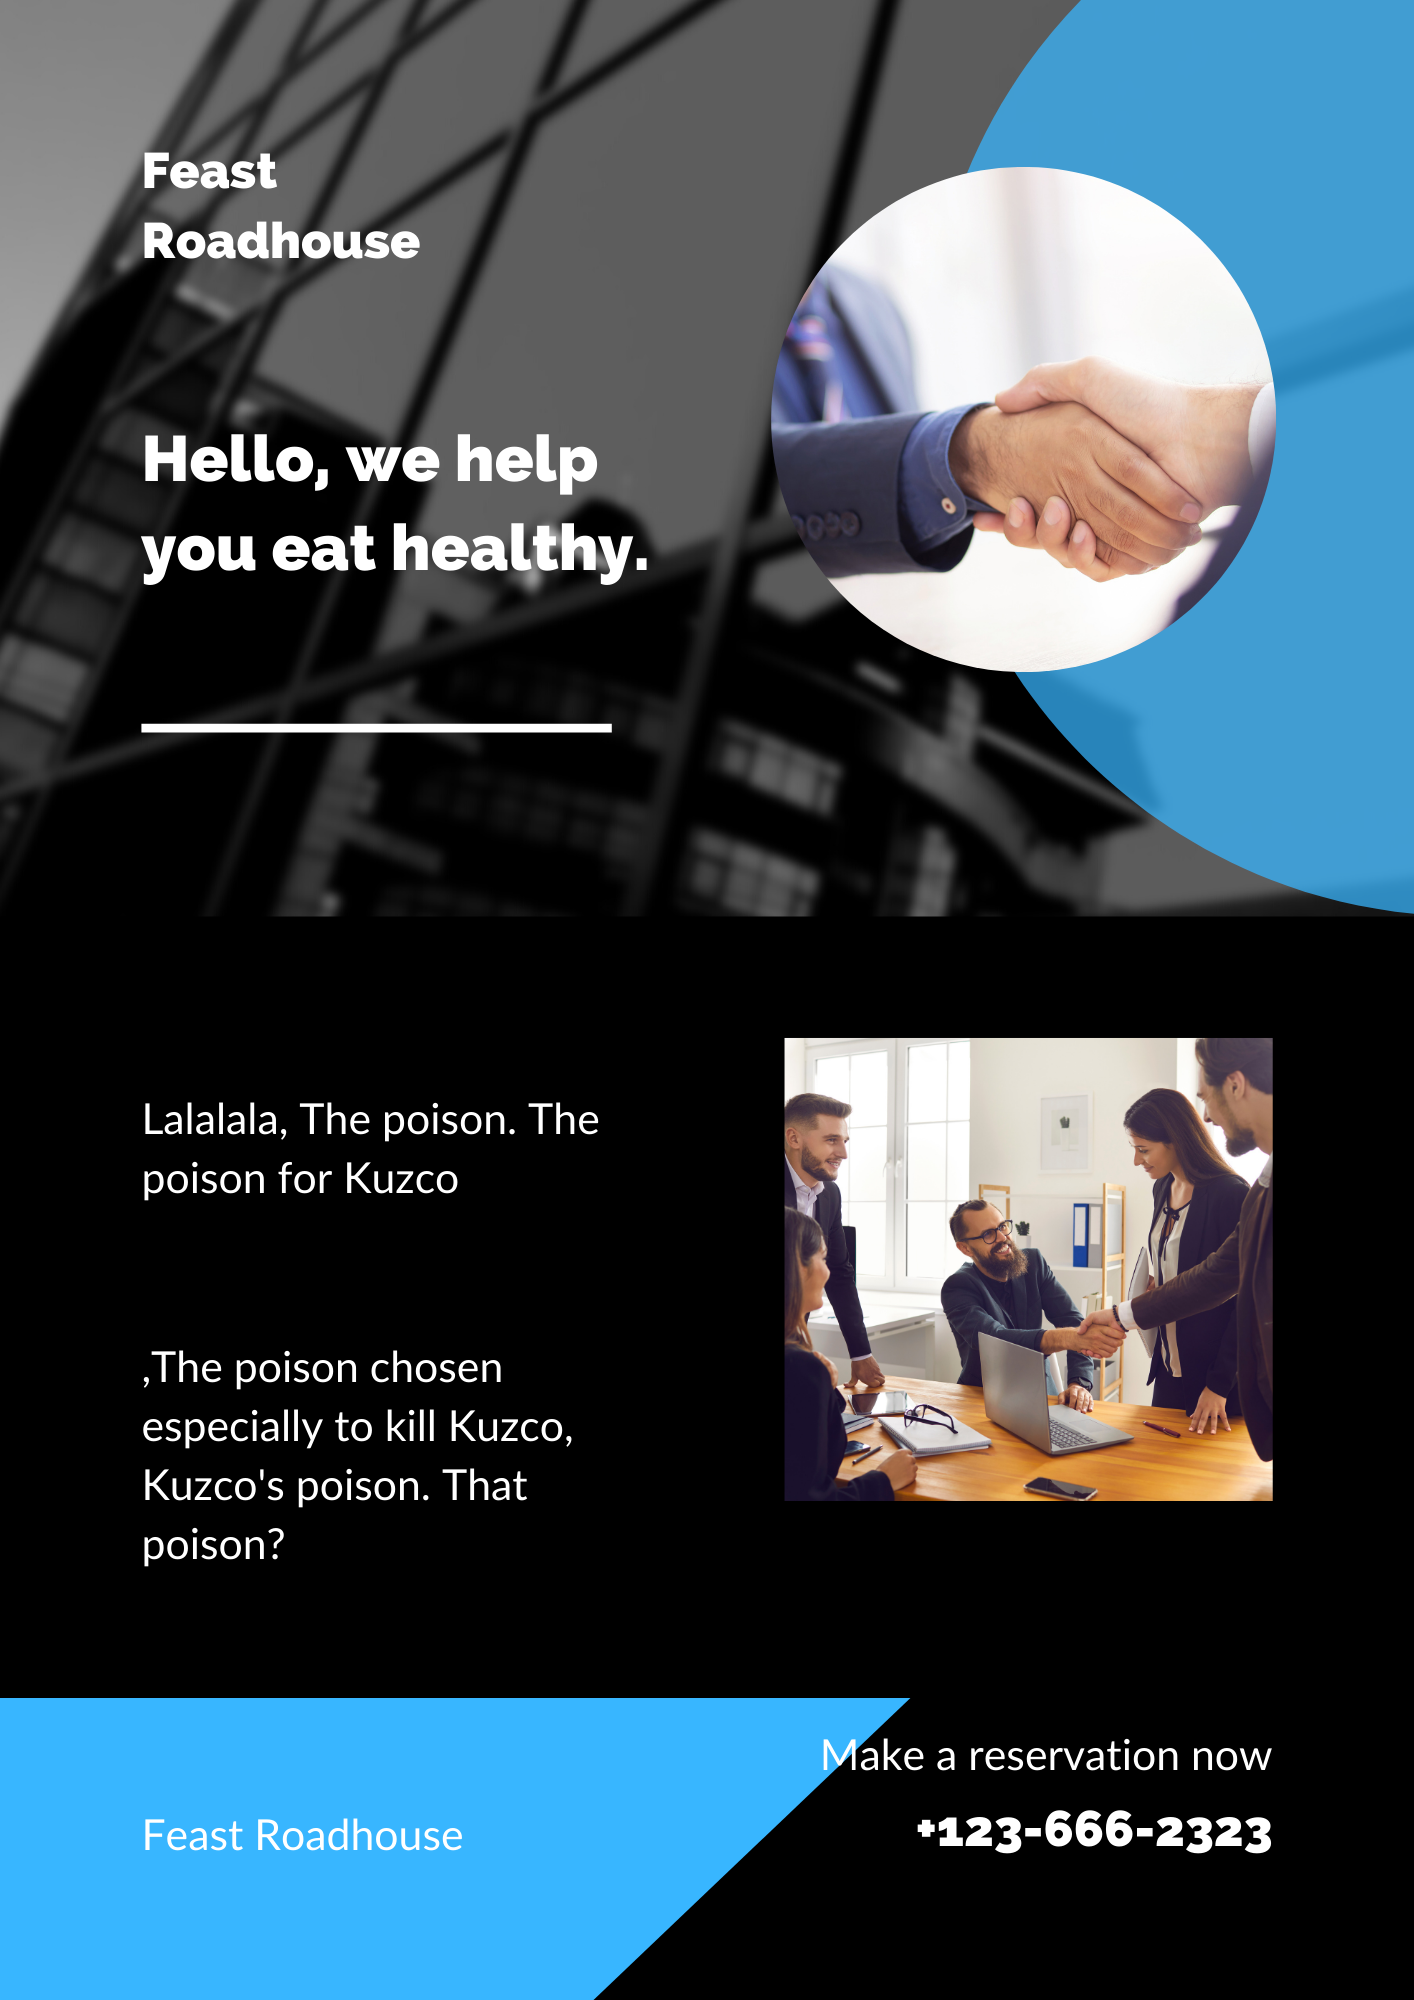 Feast
Roadhouse
Hello, we help
you eat healthy.
Lalalala, The poison. The
poison for Kuzco
,The poison chosen
especially to kill Kuzco,
Kuzco's poison. That
poison?
Make a reservation now
+123-666-2323
Feast Roadhouse